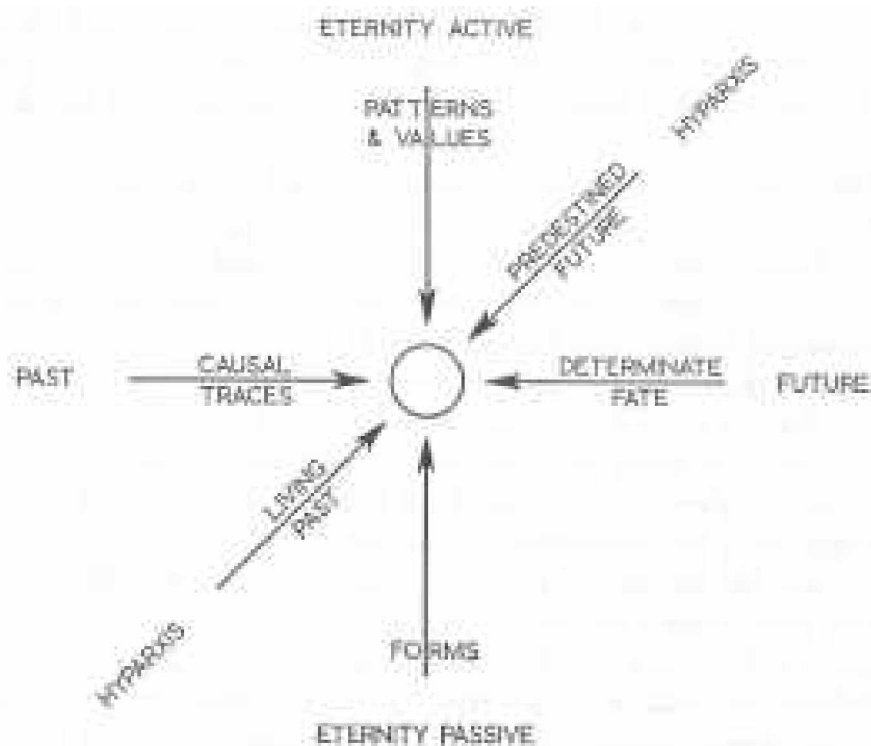 ETERNITY ACTIVE
PATTERNS
& VALUES
HYPARXIS
PREDESTINED
FUTURE
PAST
CAUSAL
TRACES
DETERMINATE
FATE
FUTURE
LIVING
PAST
HYPARXIS
FORMS
ETERNITY PASSIVE